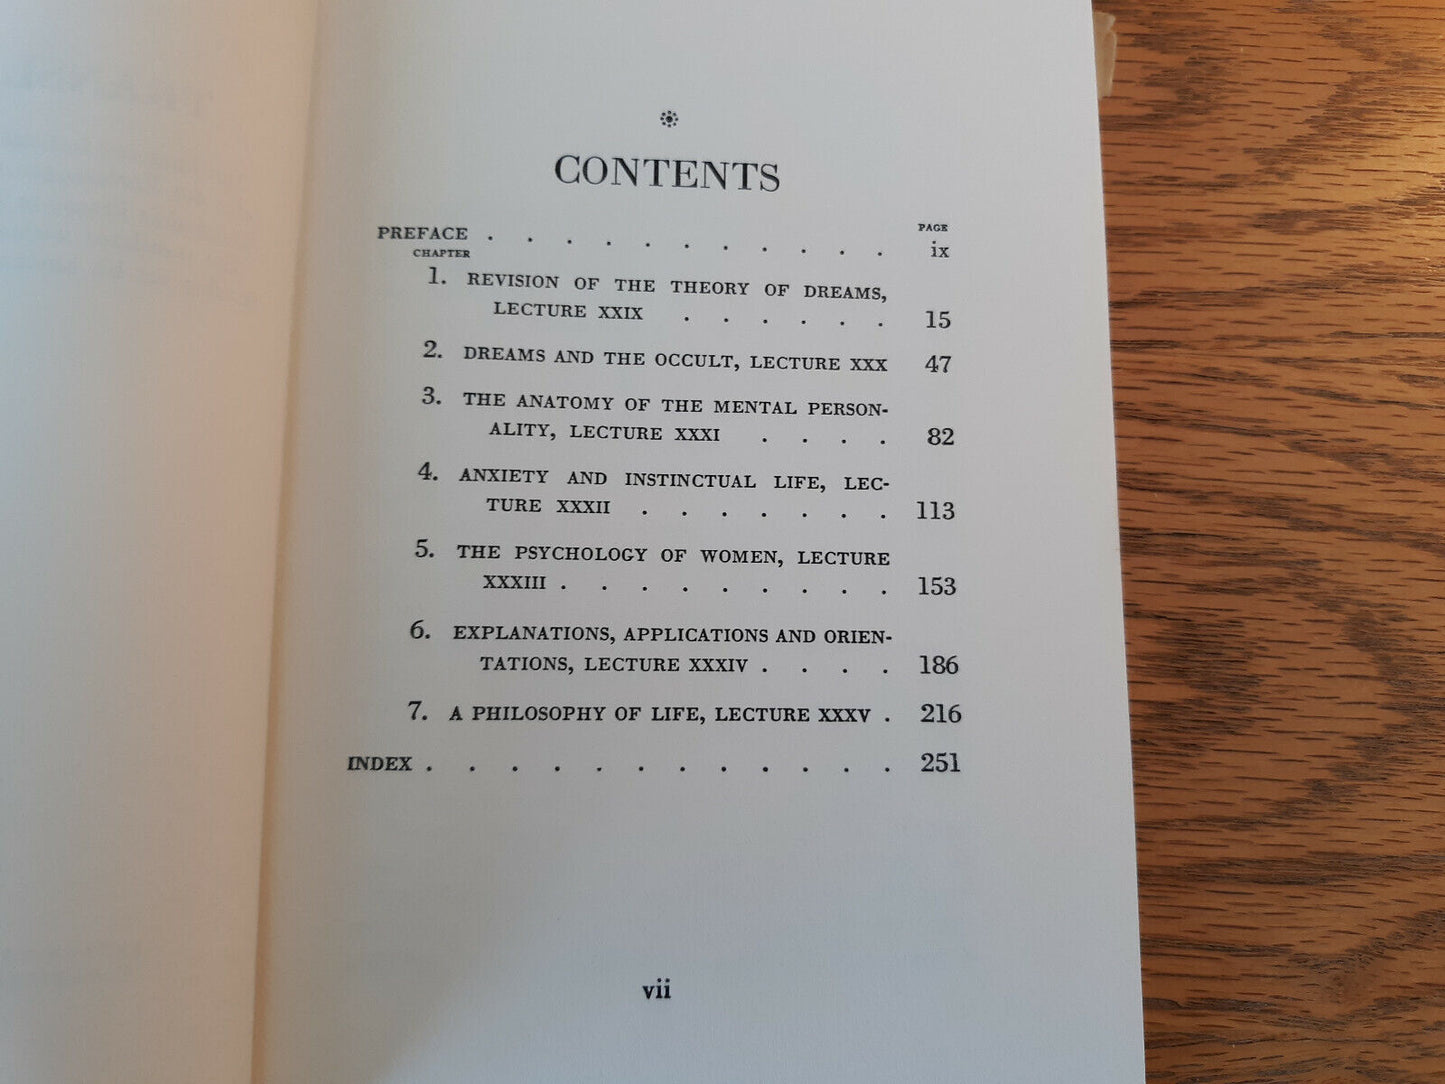 CONTENTS
PAGE
PREFACE . . . . . . . . . . . ix
CHAPTER
1. REVISION OF THE THEORY OF DREAMS,
LECTURE XXIX . . . . . . 15
2. DREAMS AND THE OCCULT, LECTURE XXX 47
3. THE ANATOMY OF THE MENTAL PERSON-
ALITY, LECTURE XXXI . . . . 82
4. ANXIETY AND INSTINCTUAL LIFE, LEC-
TURE XXXII . . . . . . . 113
5. THE PSYCHOLOGY OF WOMEN, LECTURE
XXXIII . . . . . . . . . 153
6. EXPLANATIONS, APPLICATIONS AND ORIEN-
TATIONS, LECTURE XXXIV . . . . 186
7. A PHILOSOPHY OF LIFE, LECTURE XXXV . 216
INDEX . . . . . . . . . . . . 251
vii